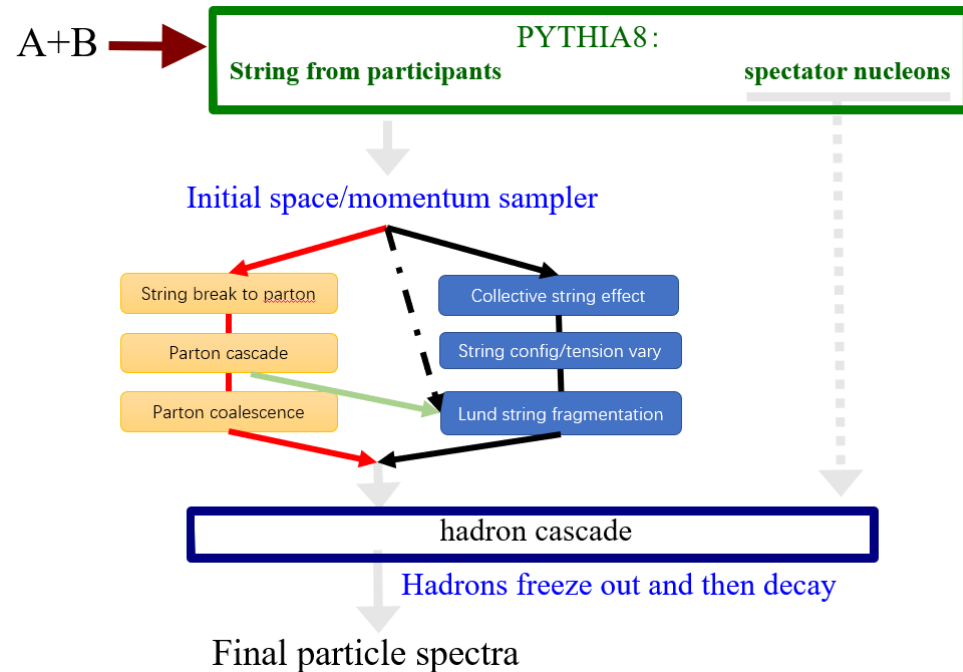 A+B
PYTHIA8:
String from participants
spectator nucleons
Initial space/momentum sampler
String break to parton
Collective string effect
Parton cascade
String config/tension vary
Parton coalescence
Lund string fragmentation
hadron cascade
Hadrons freeze out and then decay
Final particle spectra